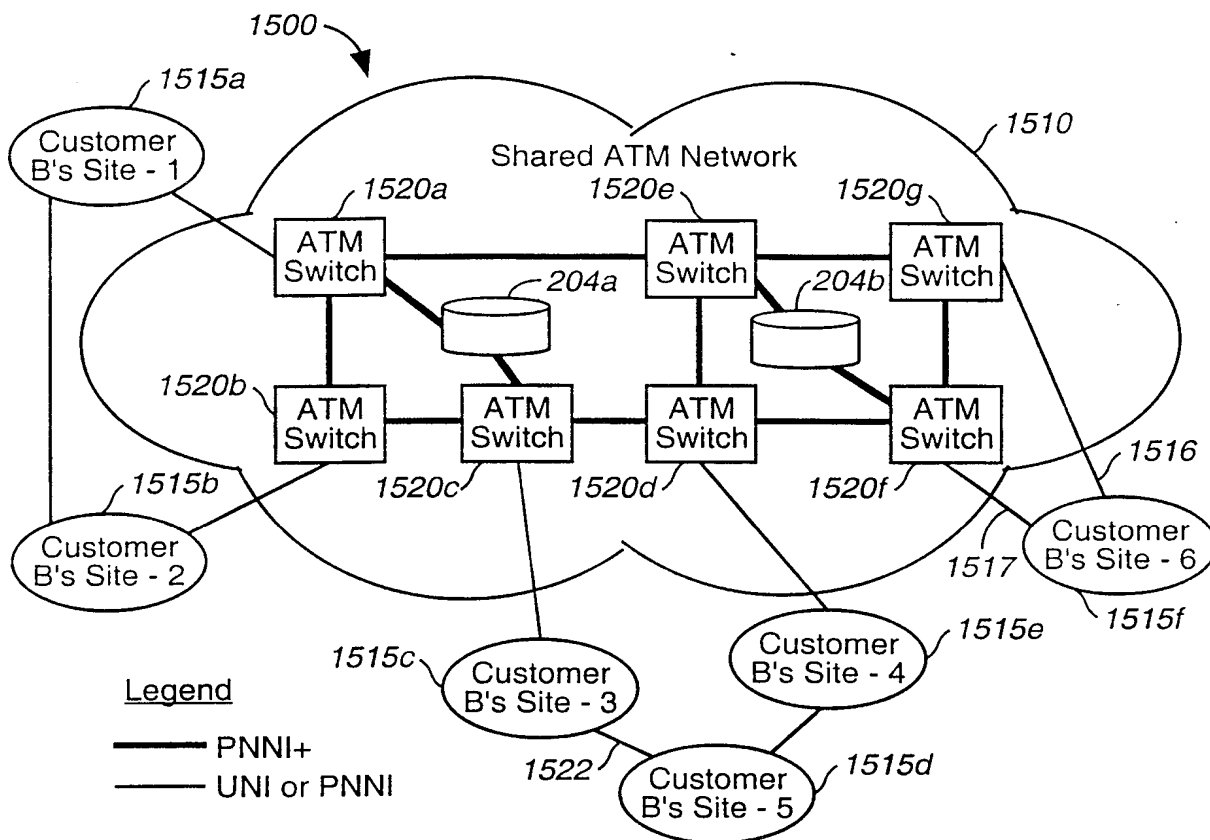 1500
1515a
Customer
B's Site - 1
1510
Shared ATM Network
1520a
1520e
1520g
ATM
Switch
ATM
Switch
ATM
Switch
204a
204b
1520b
ATM
Switch
ATM
Switch
ATM
Switch
ATM
Switch
1520c
1520d
1520f
1516
1515b
Customer
B's Site - 2
1517
Customer
B's Site - 6
1515f
1515c
Customer
B's Site - 3
Customer
B's Site - 4
1515e
1522
Customer
B's Site - 5
1515d
Legend
PNNI+
UNI or PNNI